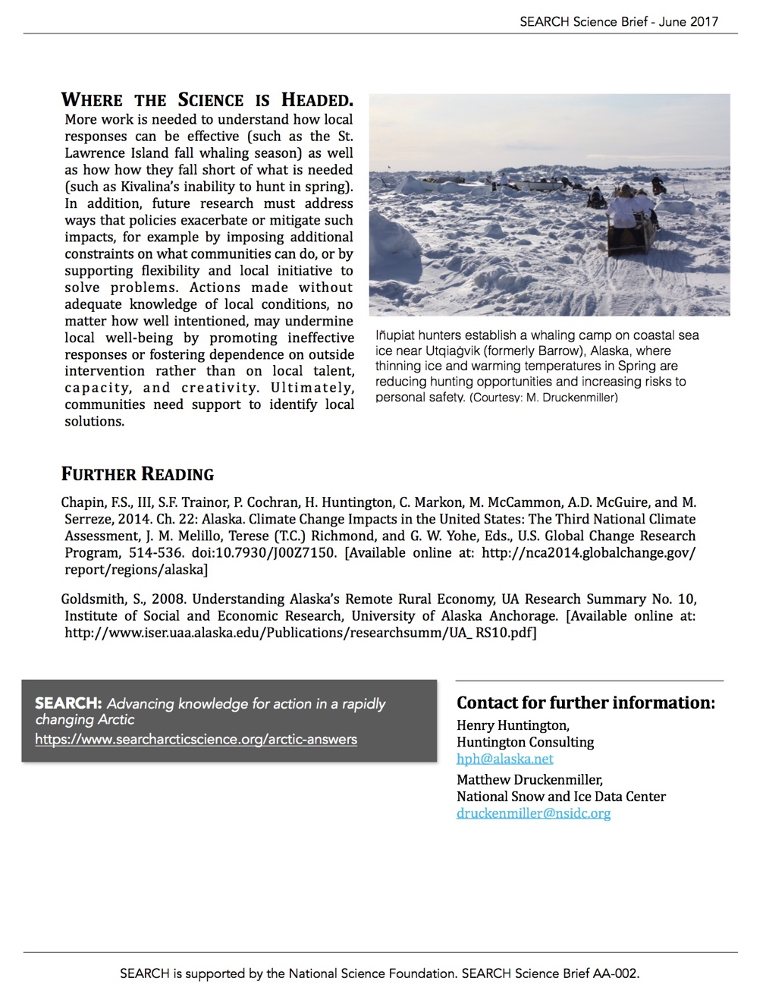 SEARCH Science Brief - June 2017
WHERE THE SCIENCE IS HEADED.
More work is needed to understand how local
responses can be effective (such as the St.
Lawrence Island fall whaling season) as well
as how how they fall short of what is needed
(such as Kivalina's inability to hunt in spring).
In addition, future research must address
ways that policies exacerbate or mitigate such
impacts, for example by imposing additional
constraints on what communities can do, or by
supporting flexibility and local initiative to
solve problems. Actions made without
adequate knowledge of local conditions, no
matter how well intentioned, may undermine
local well-being by promoting ineffective
responses or fostering dependence on outside
intervention rather than on local talent,
capacity, and creativity. Ultimately,
communities need support to identify local
solutions.
Iñupiat hunters establish a whaling camp on coastal sea
ice near Utqiaġvik (formerly Barrow), Alaska, where
thinning ice and warming temperatures in Spring are
reducing hunting opportunities and increasing risks to
personal safety. (Courtesy: M. Druckenmiller)
FURTHER READING
Chapin, F.S., III, S.F. Trainor, P. Cochran, H. Huntington, C. Markon, M. McCammon, A.D. McGuire, and M.
Serreze, 2014. Ch. 22: Alaska. Climate Change Impacts in the United States: The Third National Climate
Assessment, J. M. Melillo, Terese (T.C.) Richmond, and G. W. Yohe, Eds., U.S. Global Change Research
Program, 514-536. doi:10.7930/J00Z7150. [Available online at: http://nca2014.globalchange.gov/
report/regions/alaska]
Goldsmith, S., 2008. Understanding Alaska's Remote Rural Economy, UA Research Summary No. 10,
Institute of Social and Economic Research, University of Alaska Anchorage. [Available online at:
http://www.iser.uaa.alaska.edu/Publications/researchsumm/UA_ RS10.pdf]
SEARCH: Advancing knowledge for action in a rapidly
changing Arctic
https://www.searcharcticscience.org/arctic-answers
Contact for further information:
Henry Huntington,
Huntington Consulting
hph@alaska.net
Matthew Druckenmiller,
National Snow and Ice Data Center
druckenmiller@nsidc.org
SEARCH is supported by the National Science Foundation. SEARCH Science Brief AA-002.